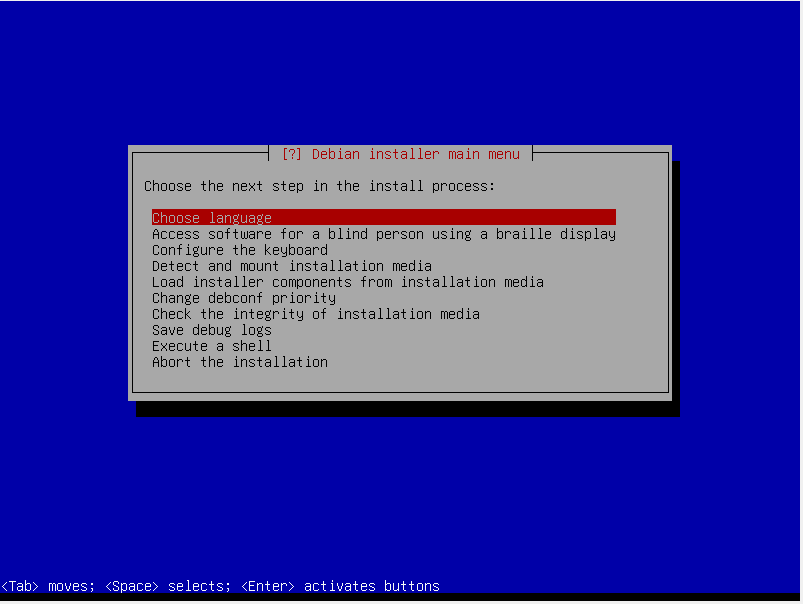 [?] Debian installer main menu
Choose the next step in the install process:
Choose language
Access software for a blind person using a braille display
Configure the keyboard
Detect and mount installation media
Load installer components from installation media
Change debconf priority
Check the integrity of installation media
Save debug logs
Execute a shell
Abort the installation
<Tab> moves; <Space> selects; <Enter> activates buttons